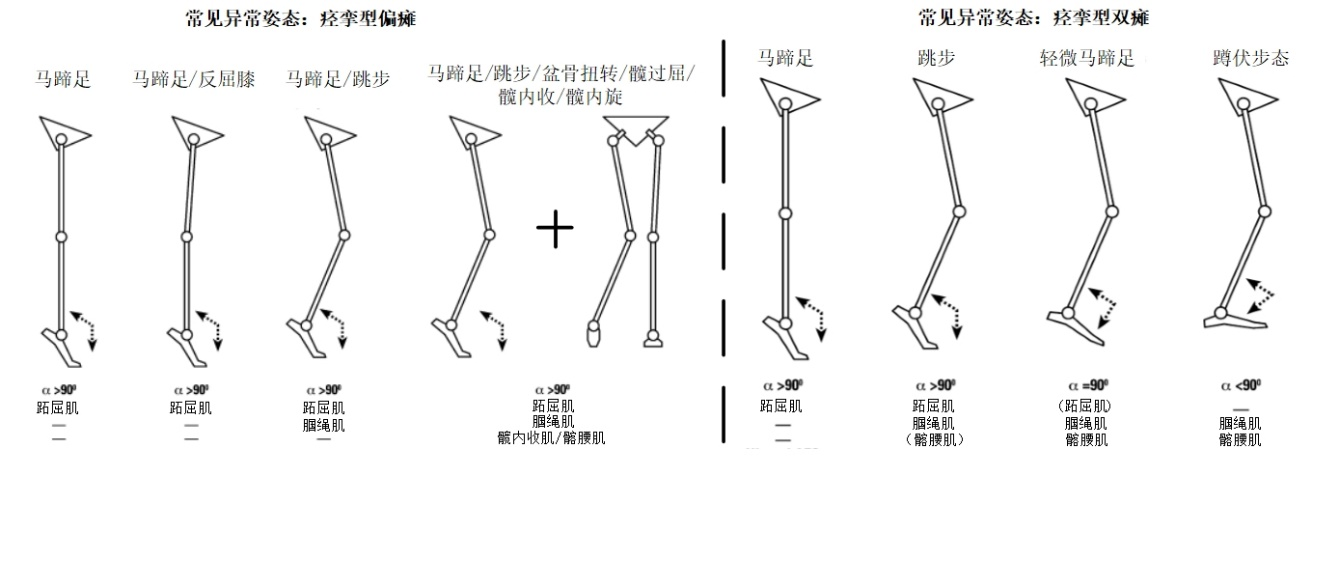 常见异常姿态：痉挛型偏瘫
马蹄足
马蹄足/反屈膝
马蹄足/跳步
马蹄足/跳步/盆骨扭转/髋过屈/
髋内收/髋内旋
α >90⁰
跖屈肌
—
—
α >90⁰
跖屈肌
—
—
α >90⁰
跖屈肌
腘绳肌
—
+
α >90⁰
跖屈肌
腘绳肌
髋内收肌/髂腰肌
常见异常姿态：痉挛型双瘫
马蹄足
跳步
轻微马蹄足
蹲伏步态
α >90⁰
跖屈肌
—
—
α >90⁰
跖屈肌
腘绳肌
（髂腰肌）
α =90⁰
（跖屈肌）
腘绳肌
髂腰肌
α <90⁰
—
腘绳肌
髂腰肌